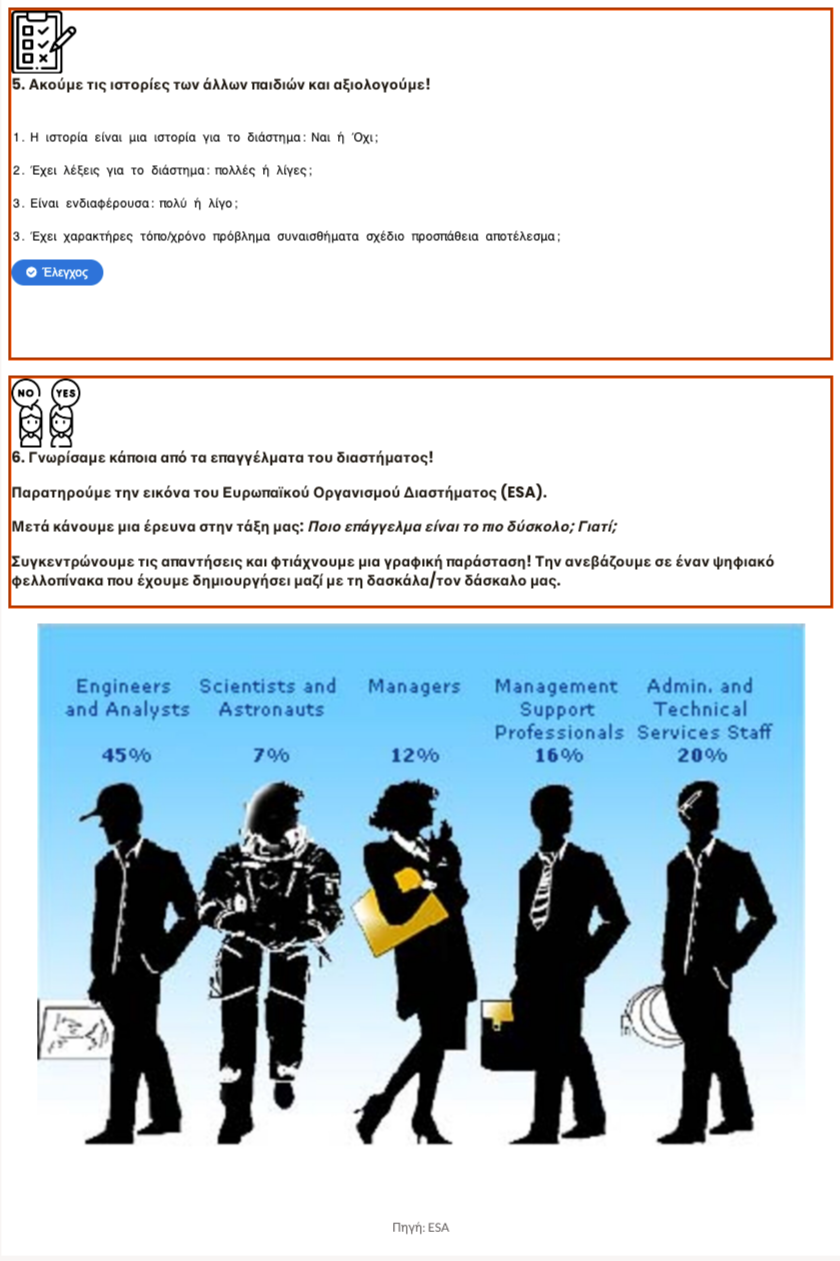 5. Ακούμε τις ιστορίες των άλλων παιδιών και αξιολογούμε!
1. Η ιστορία είναι μια ιστορία για το διάστημα: Ναι ή Όχι;
2. Έχει λέξεις για το διάστημα: πολλές ή λίγες;
3. Είναι ενδιαφέρουσα: πολύ ή λίγο;
3. Έχει χαρακτήρες τόπο/χρόνο πρόβλημα συναισθήματα σχέδιο προσπάθεια αποτέλεσμα;
Έλεγχος
NO YES
6. Γνωρίσαμε κάποια από τα επαγγέλματα του διαστήματος!
Παρατηρούμε την εικόνα του Ευρωπαϊκού Οργανισμού Διαστήματος (ESA).
Μετά κάνουμε μια έρευνα στην τάξη μας: Ποιο επάγγελμα είναι το πιο δύσκολο; Γιατί;
Συγκεντρώνουμε τις απαντήσεις και φτιάχνουμε μια γραφική παράσταση! Την ανεβάζουμε σε έναν ψηφιακό
φελλοπίνακα που έχουμε δημιουργήσει μαζί με τη δασκάλα/τον δάσκαλο μας.
Engineers
and Analysts
45%
Scientists and
Astronauts
7%
Managers
12%
Management
Support
Professionals
16%
Admin. and
Technical
Services Staff
20%
Πηγή: ESA